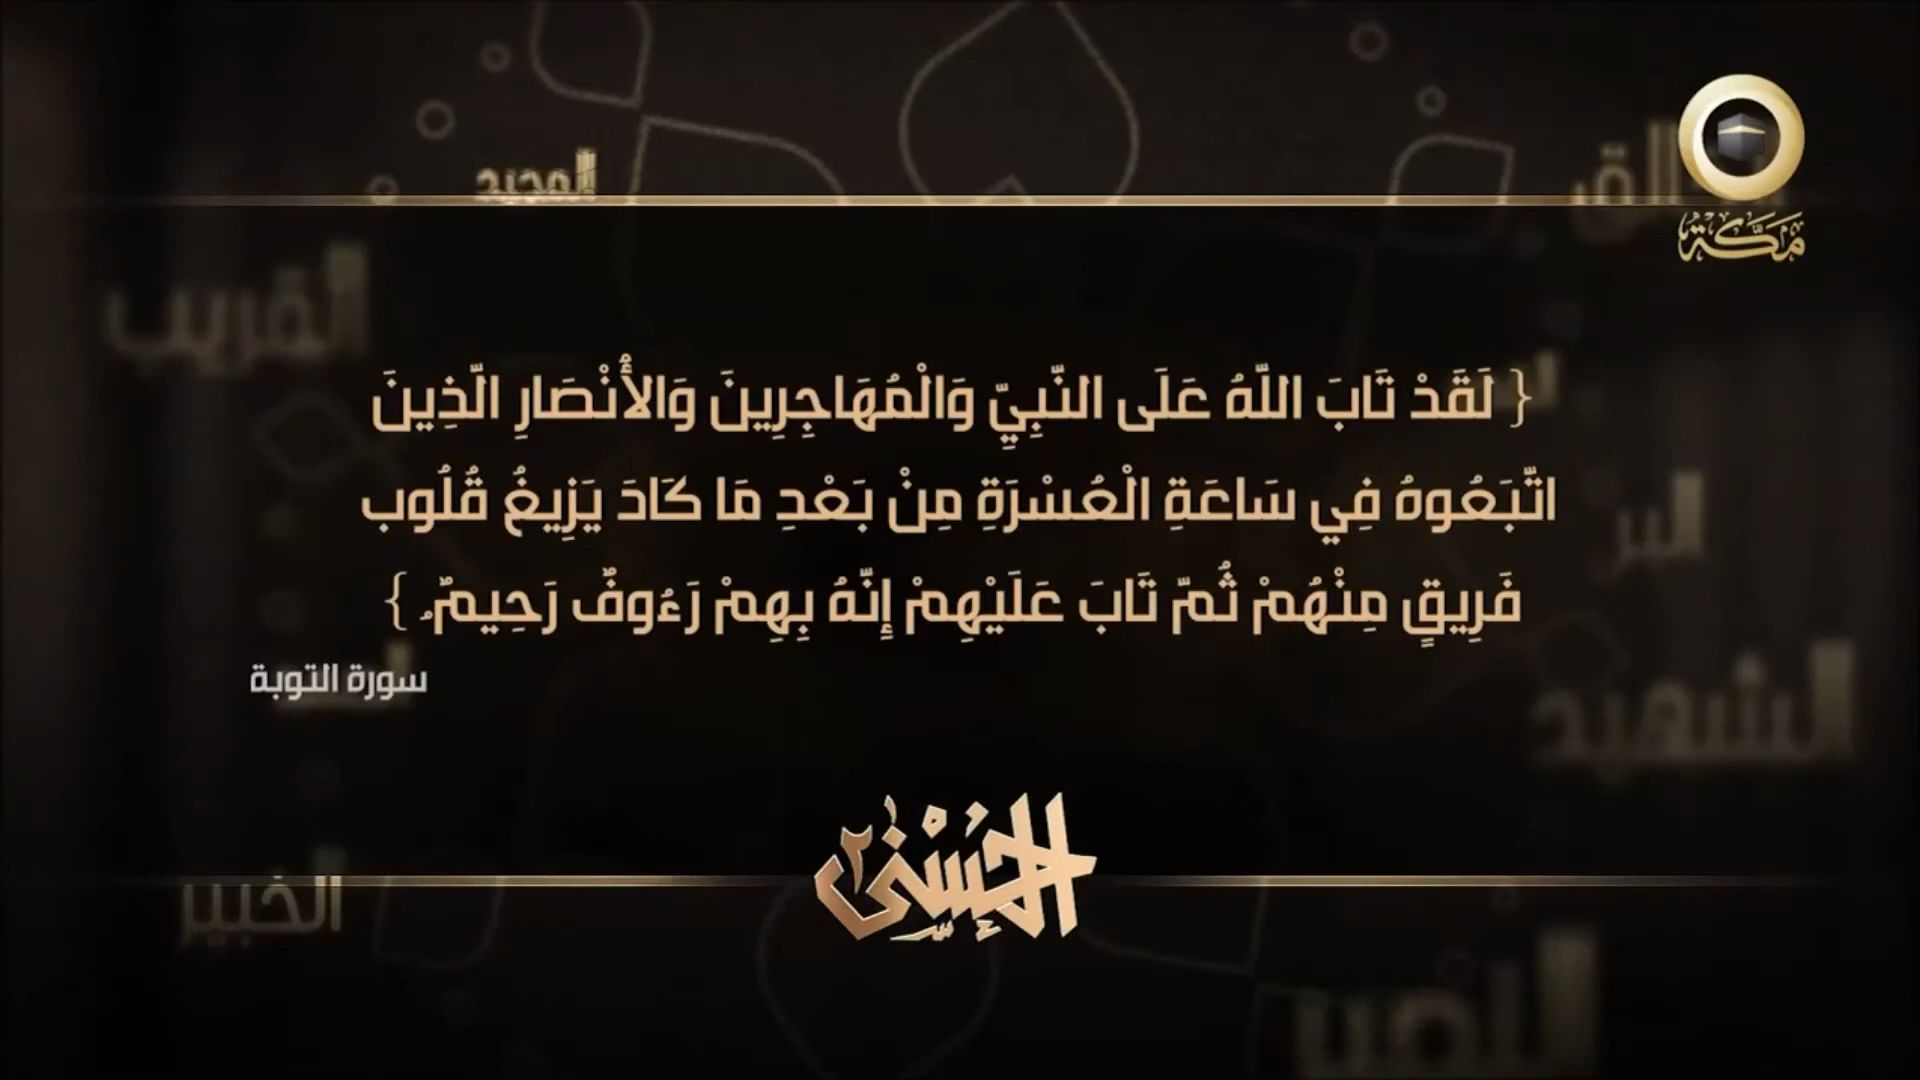 المجيد
مكة
القريب
{ لَقَدْ تَابَ اللَّهُ عَلَى النَّبِيِّ وَالْمُهَاجِرِينَ وَالأُنْصَارِ الَّذِينَ
اتَّبَعُوهُ فِي سَاعَةِ الْعُسْرَةِ مِنْ بَعْدِ مَا كَادَ يَزِيغُ قُلُوب
فَرِيقٍ مِنْهُمْ ثُمَّ تَابَ عَلَيْهِمْ إِنَّهُ بِهِمْ رَءُوفٌ رَحِيمٌ }
البر
سورة التوبة
الشهيد
الحسنى ٢
الخبير